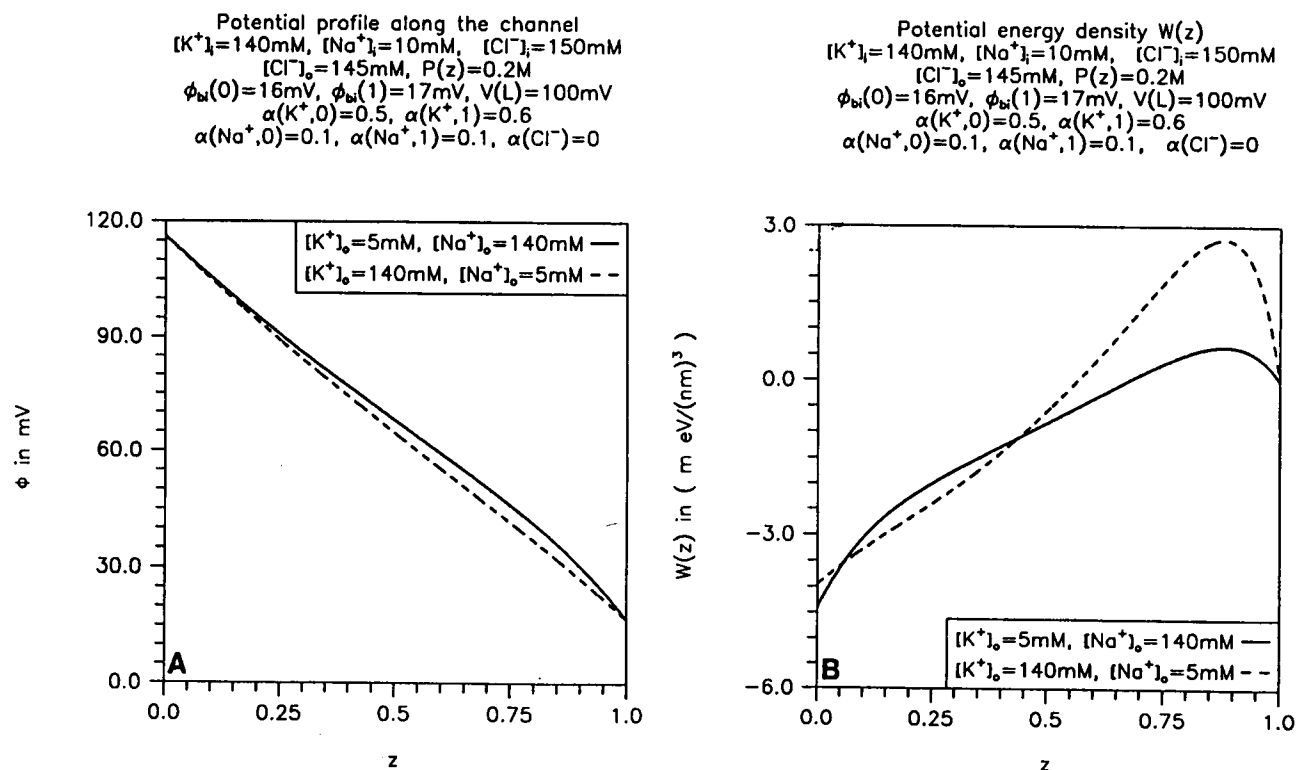 Potential profile along the channel
[K⁺]ᵢ=140mM, [Na⁺]ᵢ=10mM, [Cl⁻]ᵢ=150mM
[Cl⁻]ₒ=145mM, P(z)=0.2M
ϕbi(0)=16mV, ϕbi(1)=17mV, V(L)=100mV
α(K⁺,0)=0.5, α(K⁺,1)=0.6
α(Na⁺,0)=0.1, α(Na⁺,1)=0.1, α(Cl⁻)=0
120.0
90.0
60.0
30.0
0.0
ϕ in mV
[K⁺]ₒ=5mM, [Na⁺]ₒ=140mM
[K⁺]ₒ=140mM, [Na⁺]ₒ=5mM
A
0.0 0.25 0.5 0.75 1.0
z
Potential energy density W(z)
[K⁺]ᵢ=140mM, [Na⁺]ᵢ=10mM, [Cl⁻]ᵢ=150mM
[Cl⁻]ₒ=145mM, P(z)=0.2M
ϕbi(0)=16mV, ϕbi(1)=17mV, V(L)=100mV
α(K⁺,0)=0.5, α(K⁺,1)=0.6
α(Na⁺,0)=0.1, α(Na⁺,1)=0.1, α(Cl⁻)=0
3.0
0.0
−3.0
−6.0
W(z) in ( m eV/(nm)³
[K⁺]ₒ=5mM, [Na⁺]ₒ=140mM
[K⁺]ₒ=140mM, [Na⁺]ₒ=5mM
B
0.0 0.25 0.5 0.75 1.0
z